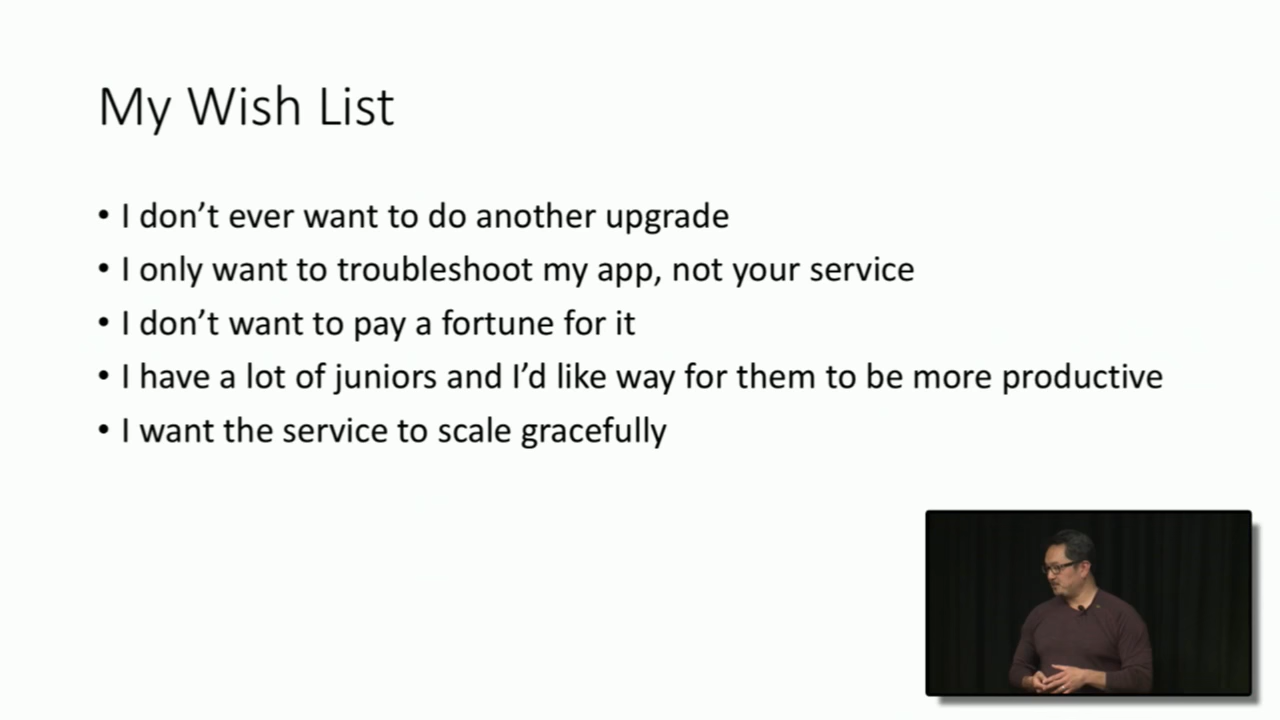 My Wish List
• I don’t ever want to do another upgrade
• I only want to troubleshoot my app, not your service
• I don’t want to pay a fortune for it
• I have a lot of juniors and I’d like way for them to be more productive
• I want the service to scale gracefully